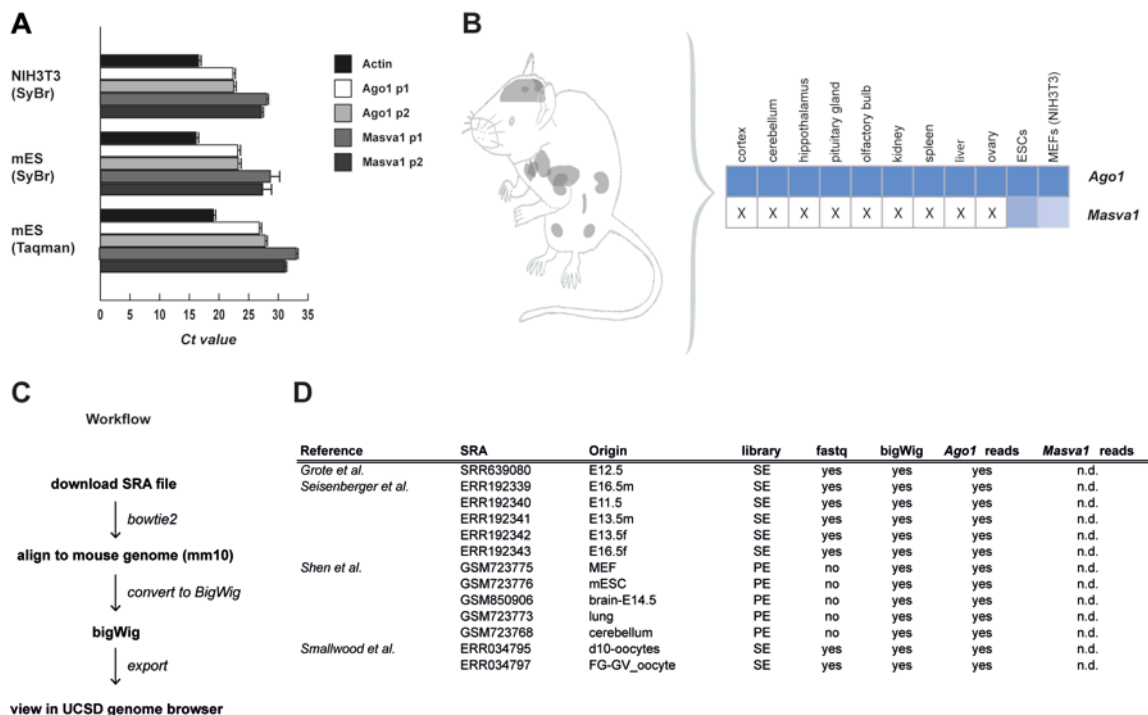 A
NIH3T3
(SyBr)
mES
(SyBr)
mES
(Taqman)
0 5 10 15 20 25 30 35
Ct value
Actin
Ago1 p1
Ago1 p2
Masva1 p1
Masva1 p2
B
cortex
cerebellum
hippothalamus
pituitary gland
olfactory bulb
kidney
spleen
liver
ovary
ESCs
MEFs (NIH3T3)
Ago1
X X X X X X X X X Masva1
C
Workflow
download SRA file
bowtie2
align to mouse genome (mm10)
convert to BigWig
bigWig
export
view in UCSD genome browser
D
Reference SRA Origin library fastq bigWig Ago1 reads Masva1 reads
Grote et al. SRR639080 E12.5 SE yes yes yes n.d.
Seisenberger et al. ERR192339 E16.5m SE yes yes yes n.d.
ERR192340 E11.5 SE yes yes yes n.d.
ERR192341 E13.5m SE yes yes yes n.d.
ERR192342 E13.5f SE yes yes yes n.d.
ERR192343 E16.5f SE yes yes yes n.d.
Shen et al. GSM723775 MEF PE no yes yes n.d.
GSM723776 mESC PE no yes yes n.d.
GSM850906 brain-E14.5 PE no yes yes n.d.
GSM723773 lung PE no yes yes n.d.
GSM723768 cerebellum PE no yes yes n.d.
Smallwood et al. ERR034795 d10-oocytes SE yes yes yes n.d.
ERR034797 FG-GV_oocyte SE yes yes yes n.d.